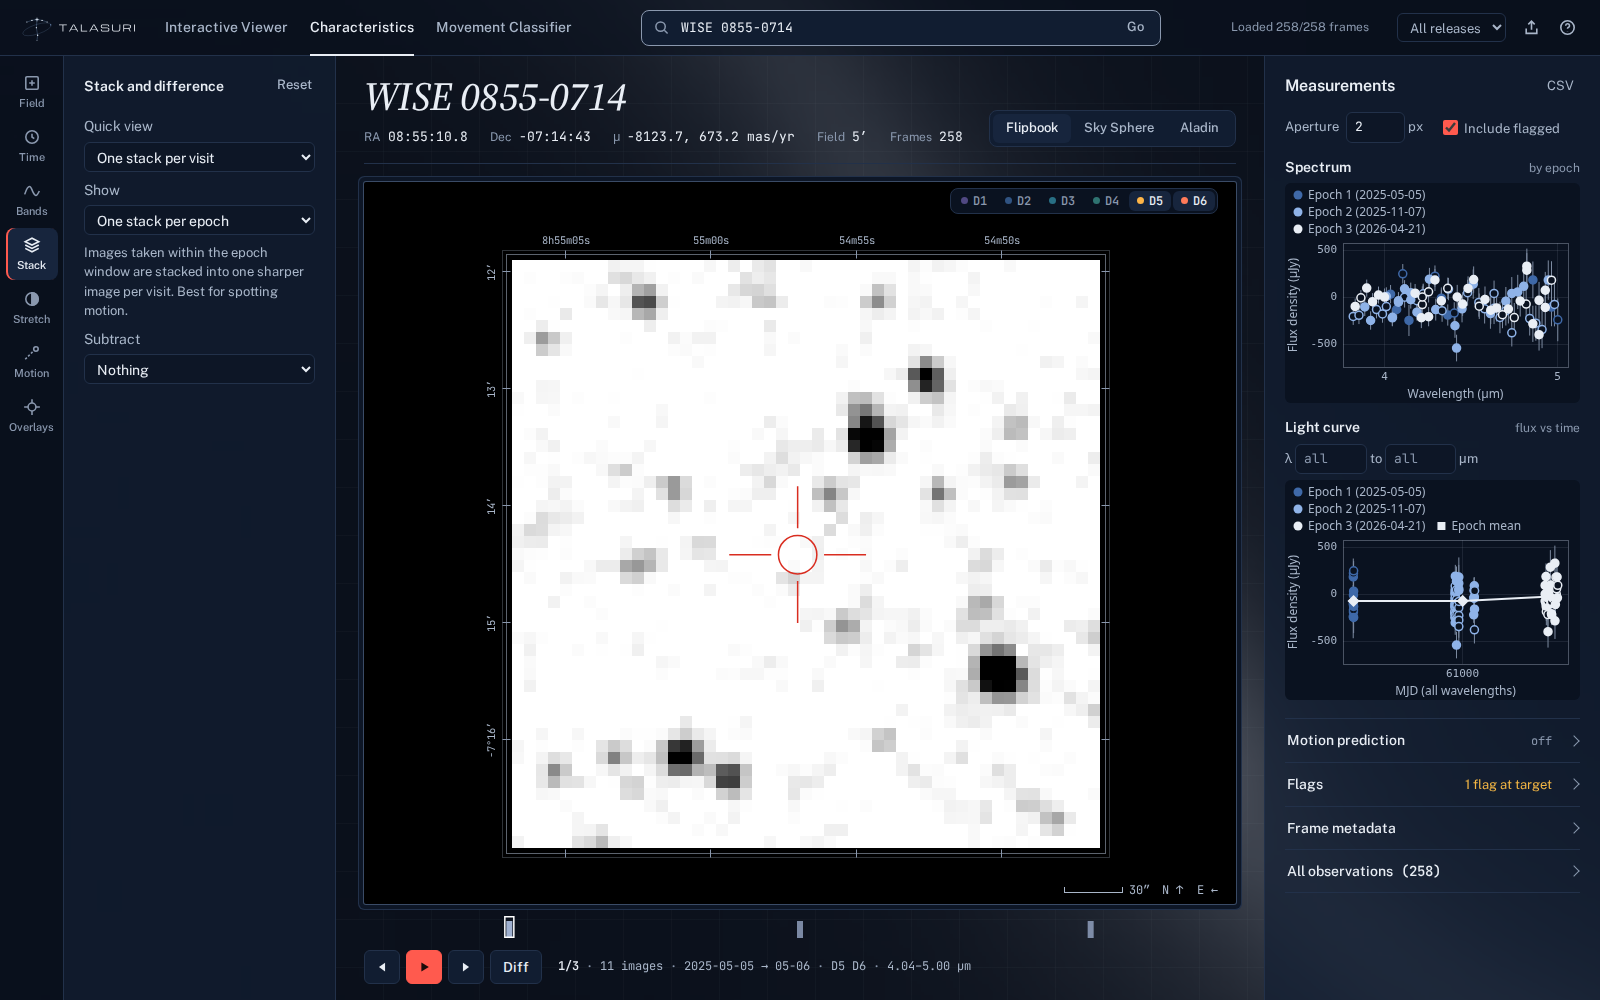 TALASURI
Interactive Viewer Characteristics Movement Classifier
WISE 0855-0714 Go
Loaded 258/258 frames
All releases
Field
Time
Bands
Stack
Stretch
Motion
Overlays
Stack and difference Reset
Quick view
One stack per visit
Show
One stack per epoch
Images taken within the epoch
window are stacked into one sharper
image per visit. Best for spotting
motion.
Subtract
Nothing
WISE 0855-0714
RA 08:55:10.8 Dec -07:14:43 μ -8123.7, 673.2 mas/yr Field 5′ Frames 258
Flipbook Sky Sphere Aladin
D1 D2 D3 D4 D5 D6
8h55m05s 55m00s 54m55s 54m50s
12′
13′
14′
15′
-7°16′
30″ N ↑ E ←
Diff
1/3 · 11 images · 2025-05-05 → 05-06 · D5 D6 · 4.04–5.00 μm
Measurements CSV
Aperture 2 px Include flagged
Spectrum by epoch
Epoch 1 (2025-05-05)
Epoch 2 (2025-11-07)
Epoch 3 (2026-04-21)
Flux density (μJy)
500
0
-500
4 5
Wavelength (μm)
Light curve flux vs time
λ all to all μm
Epoch 1 (2025-05-05)
Epoch 2 (2025-11-07)
Epoch 3 (2026-04-21) Epoch mean
Flux density (μJy)
500
0
-500
61000
MJD (all wavelengths)
Motion prediction off
Flags 1 flag at target
Frame metadata
All observations (258)